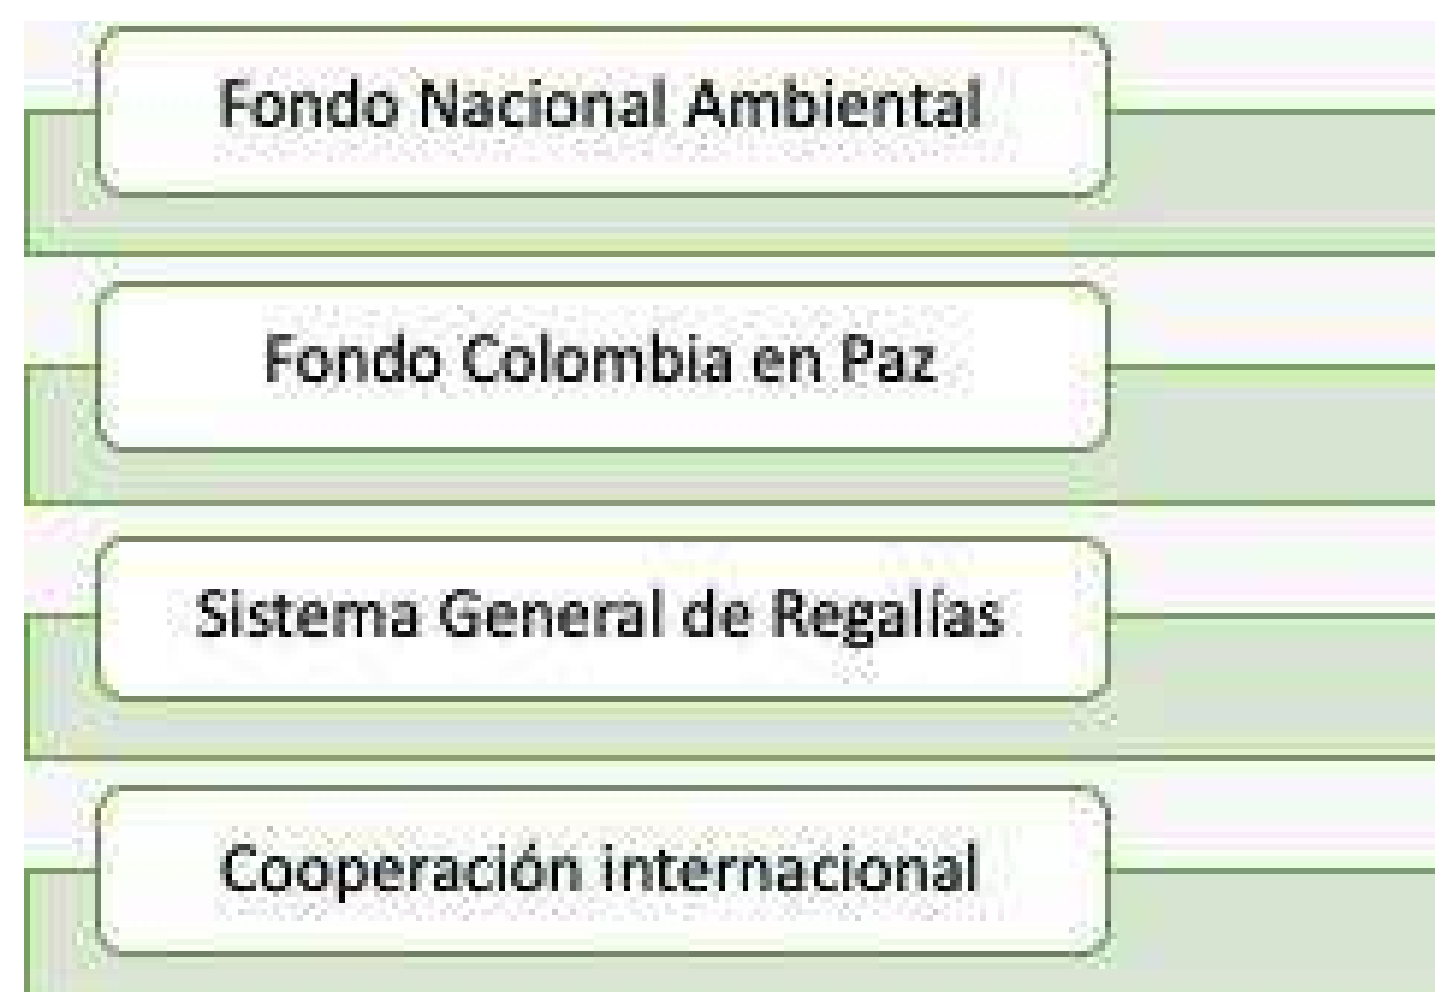 Fondo Nacional Ambiental
Fondo Colombia en Paz
Sistema General de Regalías
Cooperación internacional